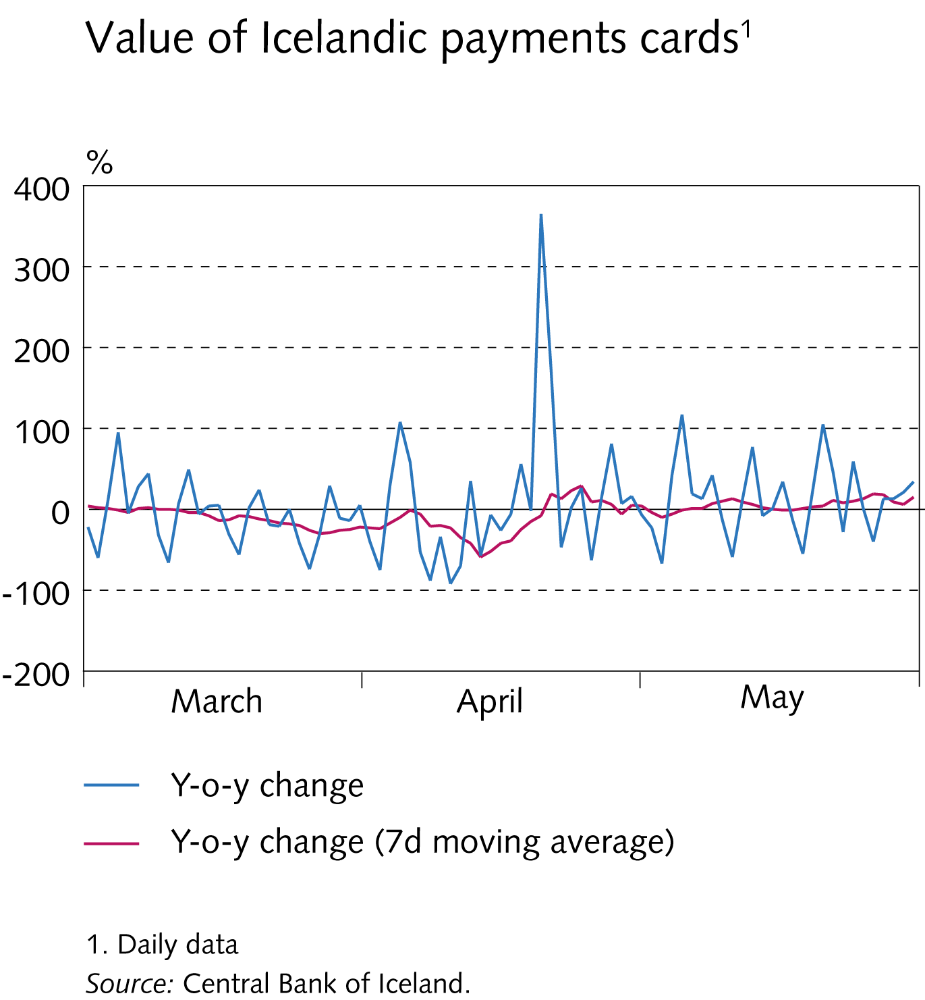 Value of Icelandic payments cards¹
%
400
300
200
100
0
-100
-200
March April May
Y-o-y change
Y-o-y change (7d moving average)
1. Daily data
Source: Central Bank of Iceland.